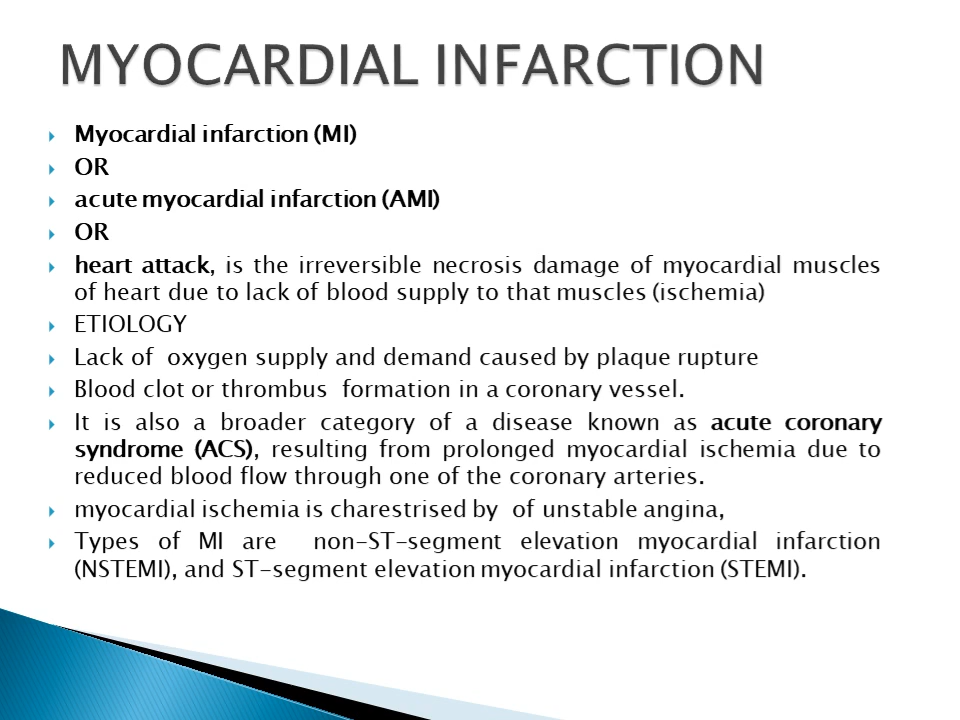 MYOCARDIAL INFARCTION
Myocardial infarction (MI)
OR
acute myocardial infarction (AMI)
OR
heart attack, is the irreversible necrosis damage of myocardial muscles
of heart due to lack of blood supply to that muscles (ischemia)
ETIOLOGY
Lack of oxygen supply and demand caused by plaque rupture
Blood clot or thrombus formation in a coronary vessel.
It is also a broader category of a disease known as acute coronary
syndrome (ACS), resulting from prolonged myocardial ischemia due to
reduced blood flow through one of the coronary arteries.
myocardial ischemia is charestrised by of unstable angina,
Types of MI are non-ST-segment elevation myocardial infarction
(NSTEMI), and ST-segment elevation myocardial infarction (STEMI).